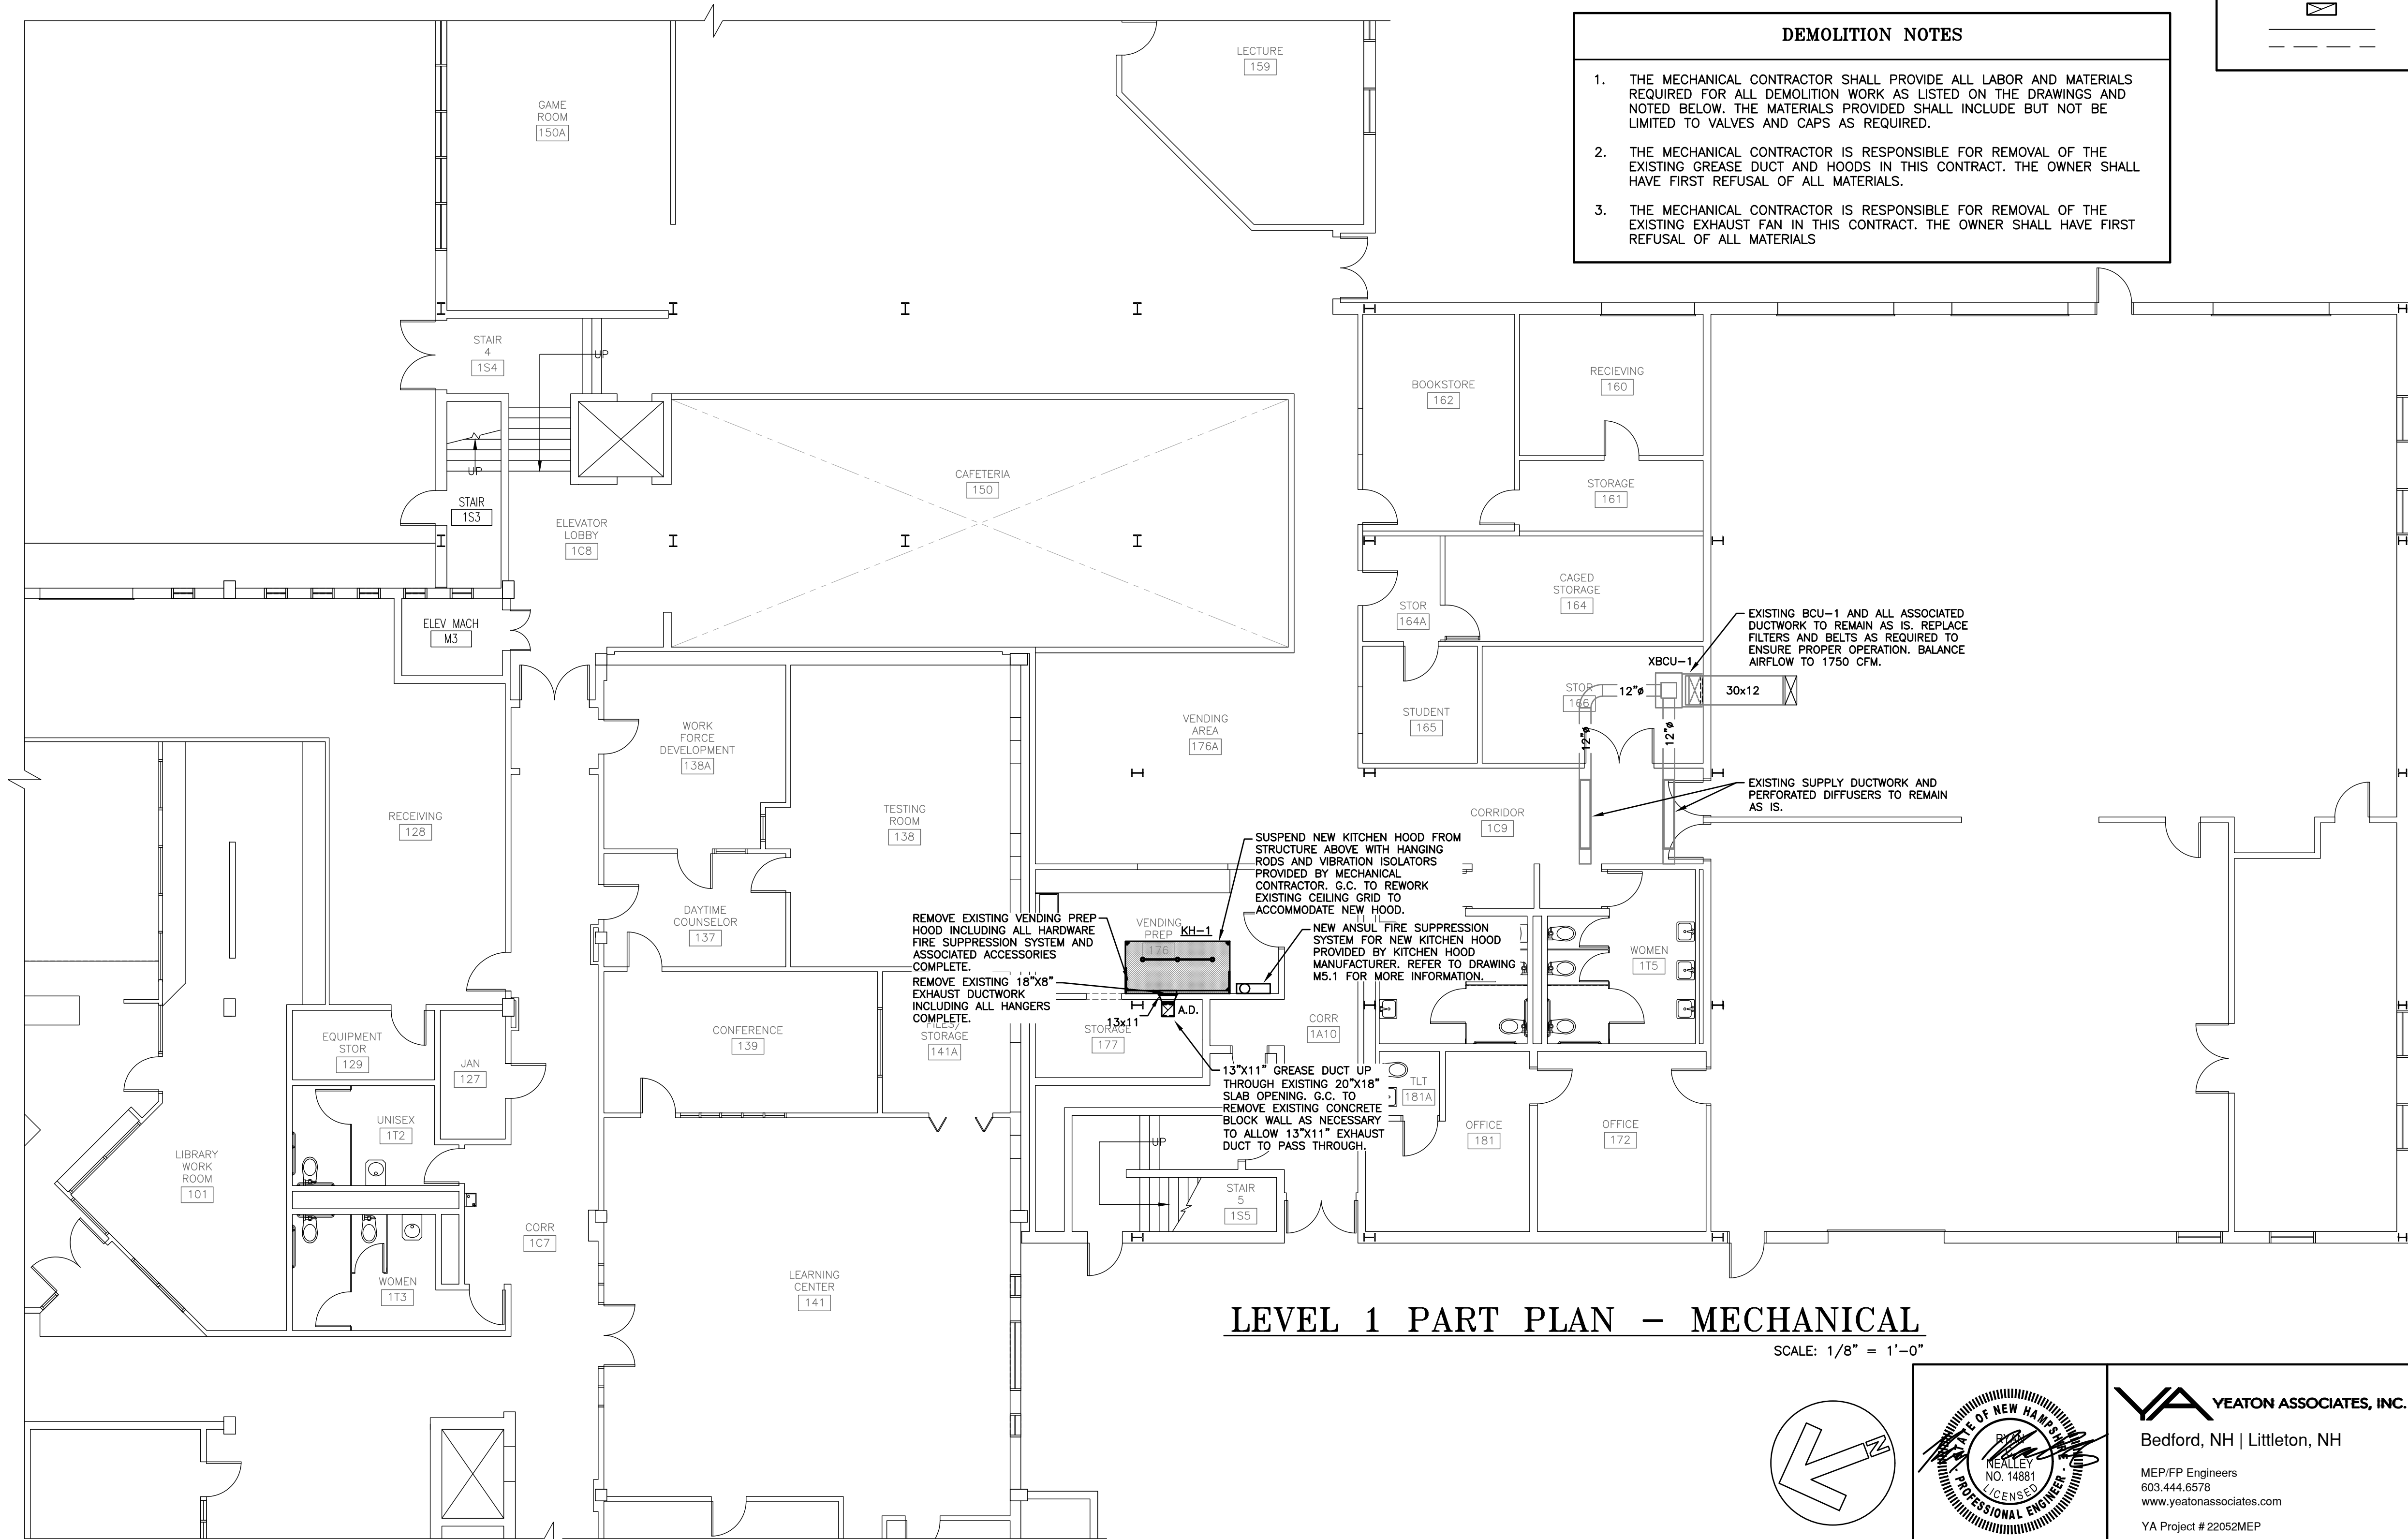 DEMOLITION NOTES
1. THE MECHANICAL CONTRACTOR SHALL PROVIDE ALL LABOR AND MATERIALS
REQUIRED FOR ALL DEMOLITION WORK AS LISTED ON THE DRAWINGS AND
NOTED BELOW. THE MATERIALS PROVIDED SHALL INCLUDE BUT NOT BE
LIMITED TO VALVES AND CAPS AS REQUIRED.
2. THE MECHANICAL CONTRACTOR IS RESPONSIBLE FOR REMOVAL OF THE
EXISTING GREASE DUCT AND HOODS IN THIS CONTRACT. THE OWNER SHALL
HAVE FIRST REFUSAL OF ALL MATERIALS.
3. THE MECHANICAL CONTRACTOR IS RESPONSIBLE FOR REMOVAL OF THE
EXISTING EXHAUST FAN IN THIS CONTRACT. THE OWNER SHALL HAVE FIRST
REFUSAL OF ALL MATERIALS
LECTURE
159
GAME
ROOM
150A
STAIR
4
1S4
UP
UP
STAIR
1S3
ELEVATOR
LOBBY
1C8
CAFETERIA
150
BOOKSTORE
162
RECIEVING
160
STORAGE
161
CAGED
STORAGE
164
STOR
164A
ELEV MACH
M3
EXISTING BCU-1 AND ALL ASSOCIATED
DUCTWORK TO REMAIN AS IS. REPLACE
FILTERS AND BELTS AS REQUIRED TO
ENSURE PROPER OPERATION. BALANCE
AIRFLOW TO 1750 CFM.
XBCU-1
STOR
166
12"ø
30x12
12"ø
12"ø
STUDENT
165
VENDING
AREA
176A
WORK
FORCE
DEVELOPMENT
138A
TESTING
ROOM
138
RECEIVING
128
CORRIDOR
1C9
EXISTING SUPPLY DUCTWORK AND
PERFORATED DIFFUSERS TO REMAIN
AS IS.
SUSPEND NEW KITCHEN HOOD FROM
STRUCTURE ABOVE WITH HANGING
RODS AND VIBRATION ISOLATORS
PROVIDED BY MECHANICAL
CONTRACTOR. G.C. TO REWORK
EXISTING CEILING GRID TO
ACCOMMODATE NEW HOOD.
DAYTIME
COUNSELOR
137
REMOVE EXISTING VENDING PREP
HOOD INCLUDING ALL HARDWARE
FIRE SUPPRESSION SYSTEM AND
ASSOCIATED ACCESSORIES
COMPLETE.
VENDING
PREP
176
KH-1
NEW ANSUL FIRE SUPPRESSION
SYSTEM FOR NEW KITCHEN HOOD
PROVIDED BY KITCHEN HOOD
MANUFACTURER. REFER TO DRAWING
M5.1 FOR MORE INFORMATION.
WOMEN
1T5
REMOVE EXISTING 18"X8"
EXHAUST DUCTWORK
INCLUDING ALL HANGERS
COMPLETE.
13x11
A.D.
CONFERENCE
139
FILES/
STORAGE
141A
STORAGE
177
CORR
1A10
EQUIPMENT
STOR
129
JAN
127
13"X11" GREASE DUCT UP
THROUGH EXISTING 20"X18"
SLAB OPENING. G.C. TO
REMOVE EXISTING CONCRETE
BLOCK WALL AS NECESSARY
TO ALLOW 13"X11" EXHAUST
DUCT TO PASS THROUGH.
TLT
181A
OFFICE
181
OFFICE
172
UNISEX
1T2
LIBRARY
WORK
ROOM
101
UP
STAIR
5
1S5
CORR
1C7
WOMEN
1T3
LEARNING
CENTER
141
LEVEL 1 PART PLAN - MECHANICAL
SCALE: 1/8" = 1'-0"
N
STATE OF NEW HAMPSHIRE
RYAN
NEALLEY
NO. 14881
LICENSED
PROFESSIONAL ENGINEER
YA YEATON ASSOCIATES, INC.
Bedford, NH | Littleton, NH
MEP/FP Engineers
603.444.6578
www.yeatonassociates.com
YA Project # 22052MEP